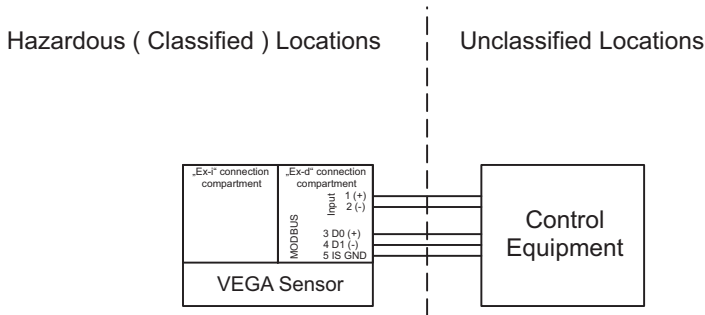 Hazardous ( Classified ) Locations
Unclassified Locations
„Ex-i“ connection
compartment
„Ex-d“ connection
compartment
Input
1 (+)
2 (-)
MODBUS
3 D0 (+)
4 D1 (-)
5 IS GND
VEGA Sensor
Control
Equipment